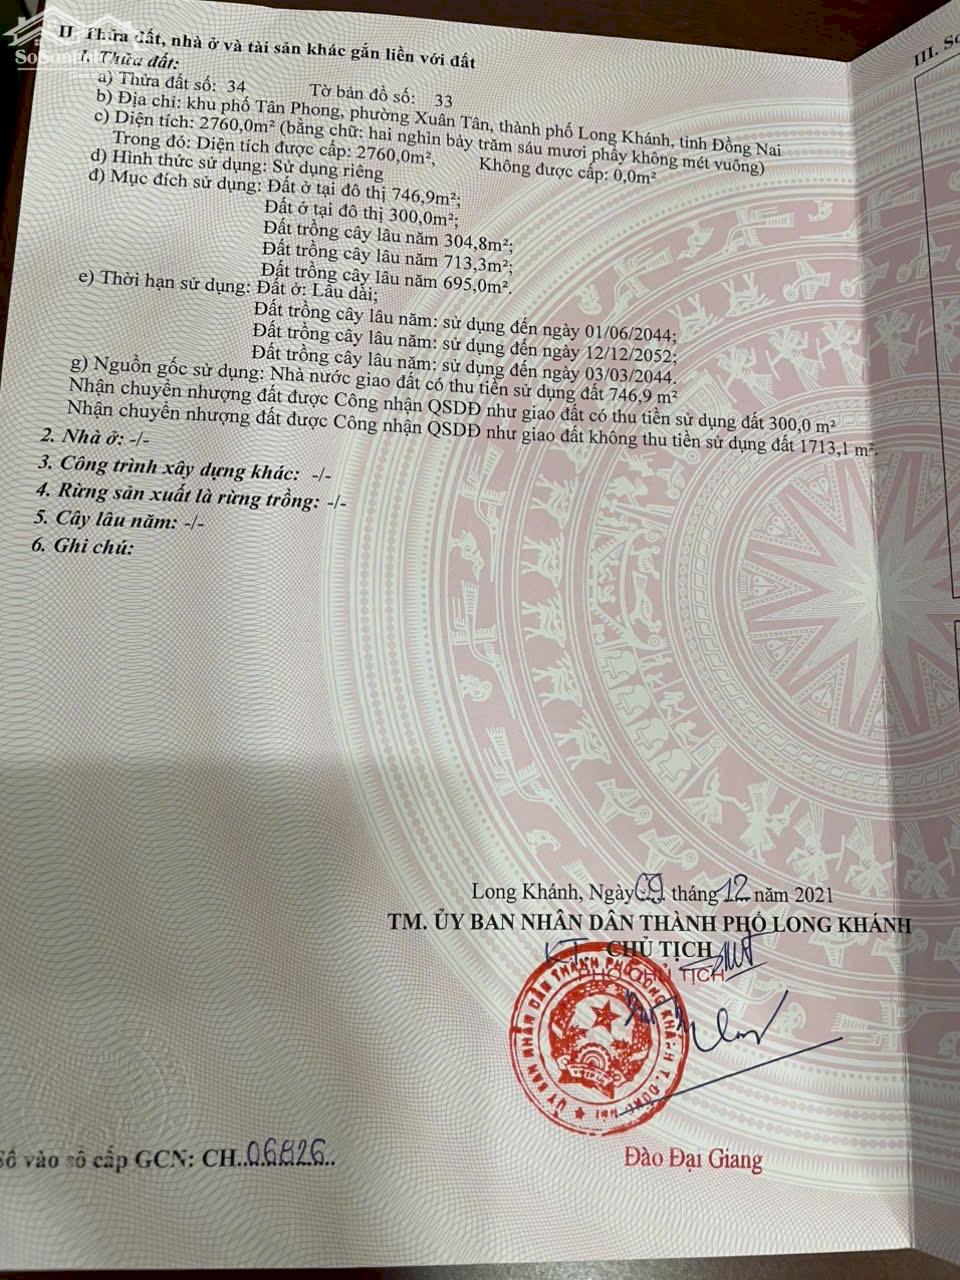 II. Thửa đất, nhà ở và tài sản khác gắn liền với đất
1. Thửa đất:
a) Thửa đất số: 34 Tờ bản đồ số: 33
b) Địa chỉ: khu phố Tân Phong, phường Xuân Tân, thành phố Long Khánh, tỉnh Đồng Nai
c) Diện tích: 2760,0m² (bằng chữ: hai nghìn bảy trăm sáu mươi phẩy không mét vuông)
Trong đó: Diện tích được cấp: 2760,0m², Không được cấp: 0,0m²
d) Hình thức sử dụng: Sử dụng riêng
đ) Mục đích sử dụng: Đất ở tại đô thị 746,9m²;
Đất ở tại đô thị 300,0m²;
Đất trồng cây lâu năm 304,8m²;
Đất trồng cây lâu năm 713,3m²;
Đất trồng cây lâu năm 695,0m².
e) Thời hạn sử dụng: Đất ở: Lâu dài;
Đất trồng cây lâu năm: sử dụng đến ngày 01/06/2044;
Đất trồng cây lâu năm: sử dụng đến ngày 12/12/2052;
Đất trồng cây lâu năm: sử dụng đến ngày 03/03/2044.
g) Nguồn gốc sử dụng: Nhà nước giao đất có thu tiền sử dụng đất 746,9 m²
Nhận chuyển nhượng đất được Công nhận QSDĐ như giao đất có thu tiền sử dụng đất 300,0 m²
Nhận chuyển nhượng đất được Công nhận QSDĐ như giao đất không thu tiền sử dụng đất 1713,1 m².
2. Nhà ở: -/-
3. Công trình xây dựng khác: -/-
4. Rừng sản xuất là rừng trồng: -/-
5. Cây lâu năm: -/-
6. Ghi chú:
III. S
Long Khánh, Ngày 09 tháng 12 năm 2021
TM. ỦY BAN NHÂN DÂN THÀNH PHỐ LONG KHÁNH
KT. CHỦ TỊCH
PHÓ CHỦ TỊCH
ỦY BAN NHÂN DÂN THÀNH PHỐ LONG KHÁNH T. ĐỒNG NAI
Đào Đại Giang
Số vào sổ cấp GCN: CH 06826